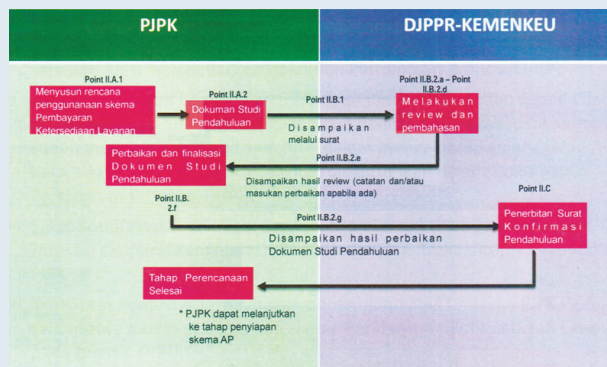 PJPK
DJPPR-KEMENKEU
Point II.A.1
Menyusun rencana
penggunanaan skema
Pembayaran
Ketersediaan Layanan
Point II.A.2
Dokuman Studi
Pendahuluan
Point II.B.1
Disampaikan
melalui surat
Point II.B.2.a – Point
II.B.2.d
Melakukan
review dan
pembahasan
Point II.B.2.e
Perbaikan dan finalisasi
Dokumen Studi
Pendahuluan
Disampaikan hasil review (catatan dan/atau
masukan perbaikan apabila ada)
Point II.B.
2.f
Point II.B.2.g
Disampaikan hasil perbaikan
Dokumen Studi Pendahuluan
Point II.C
Penerbitan Surat
Konfirmasi
Pendahuluan
Tahap Perencanaan
Selesai
* PJPK dapat melanjutkan
ke tahap penyiapan
skema AP